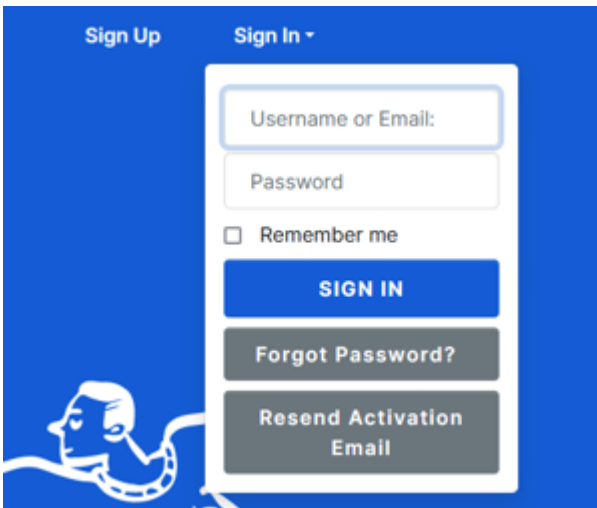 Sign Up
Sign In
Username or Email:
Password
Remember me
SIGN IN
Forgot Password?
Resend Activation
Email